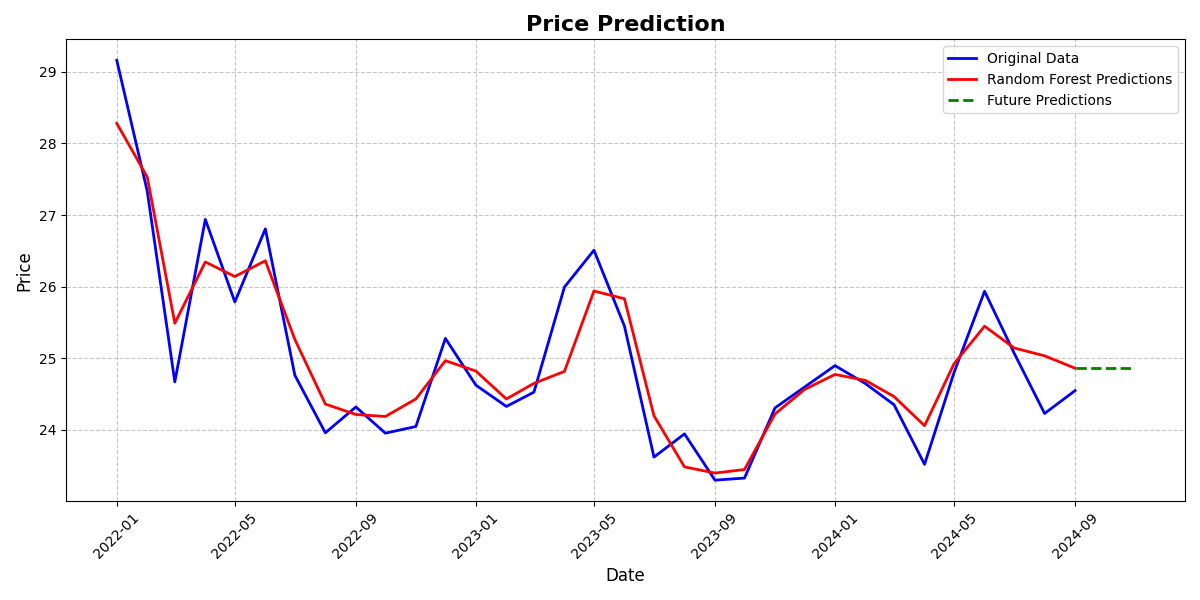 Price Prediction
Original Data
Random Forest Predictions
Future Predictions
29
28
27
26
25
24
Price
2022-01
2022-05
2022-09
2023-01
2023-05
2023-09
2024-01
2024-05
2024-09
Date